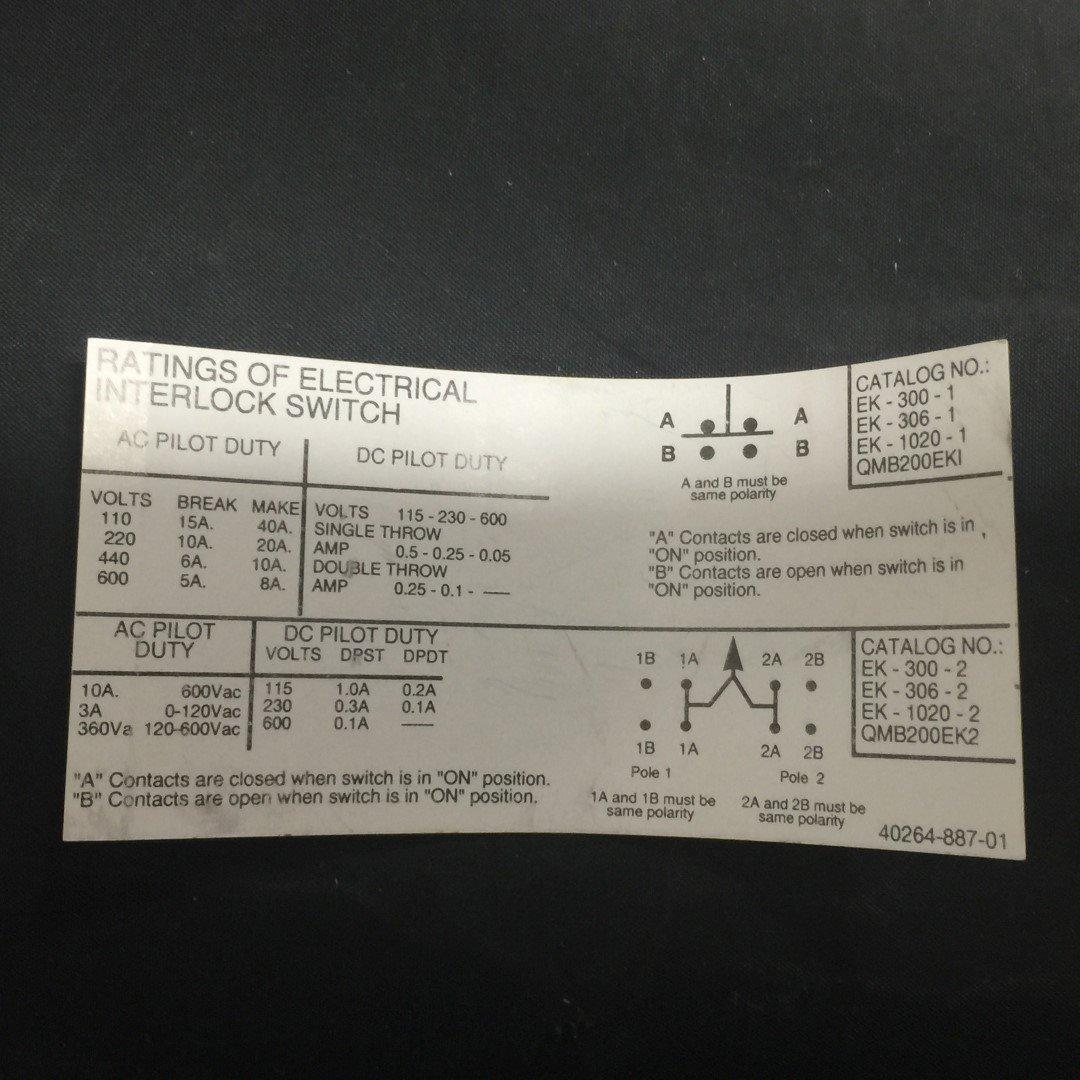 RATINGS OF ELECTRICAL
INTERLOCK SWITCH
AC PILOT DUTY
VOLTS BREAK MAKE
110 15A. 40A.
220 10A. 20A.
440 6A. 10A.
600 5A. 8A.
DC PILOT DUTY
VOLTS 115 - 230 - 600
SINGLE THROW
AMP 0.5 - 0.25 - 0.05
DOUBLE THROW
AMP 0.25 - 0.1 - —
A A
B B
A and B must be
same polarity
CATALOG NO.:
EK - 300 - 1
EK - 306 - 1
EK - 1020 - 1
QMB200EKI
"A" Contacts are closed when switch is in
"ON" position.
"B" Contacts are open when switch is in
"ON" position.
AC PILOT
DUTY
10A. 600Vac
3A 0-120Vac
360Va 120-600Vac
DC PILOT DUTY
VOLTS DPST DPDT
115 1.0A 0.2A
230 0.3A 0.1A
600 0.1A —
"A" Contacts are closed when switch is in "ON" position.
"B" Contacts are open when switch is in "ON" position.
1B 1A 2A 2B
1B 1A 2A 2B
Pole 1 Pole 2
1A and 1B must be
same polarity
2A and 2B must be
same polarity
CATALOG NO.:
EK - 300 - 2
EK - 306 - 2
EK - 1020 - 2
QMB200EK2
40264-887-01